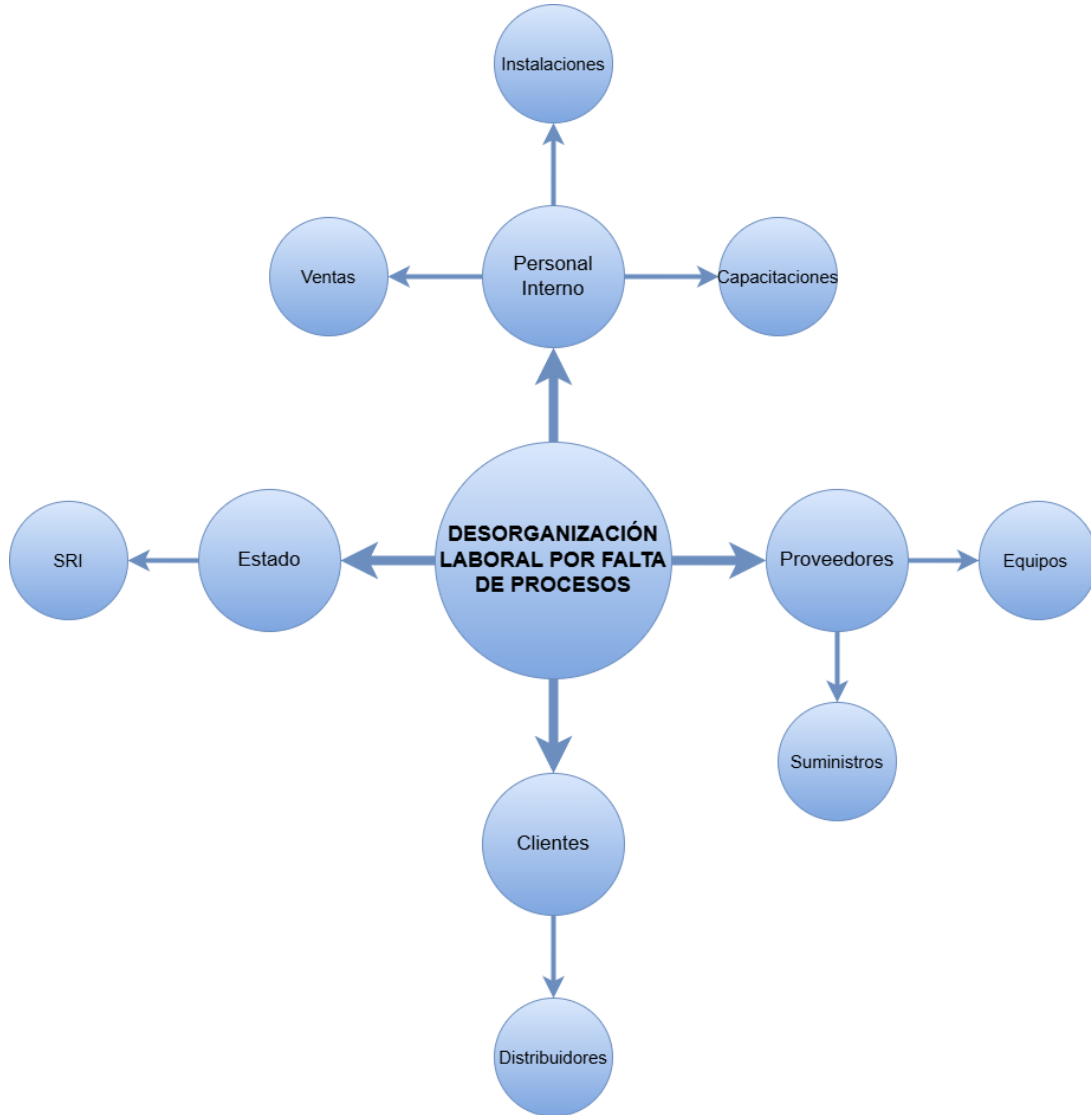 Instalaciones
Ventas
Personal
Interno
Capacitaciones
DESORGANIZACIÓN
LABORAL POR FALTA
DE PROCESOS
SRI
Estado
Proveedores
Equipos
Suministros
Clientes
Distribuidores